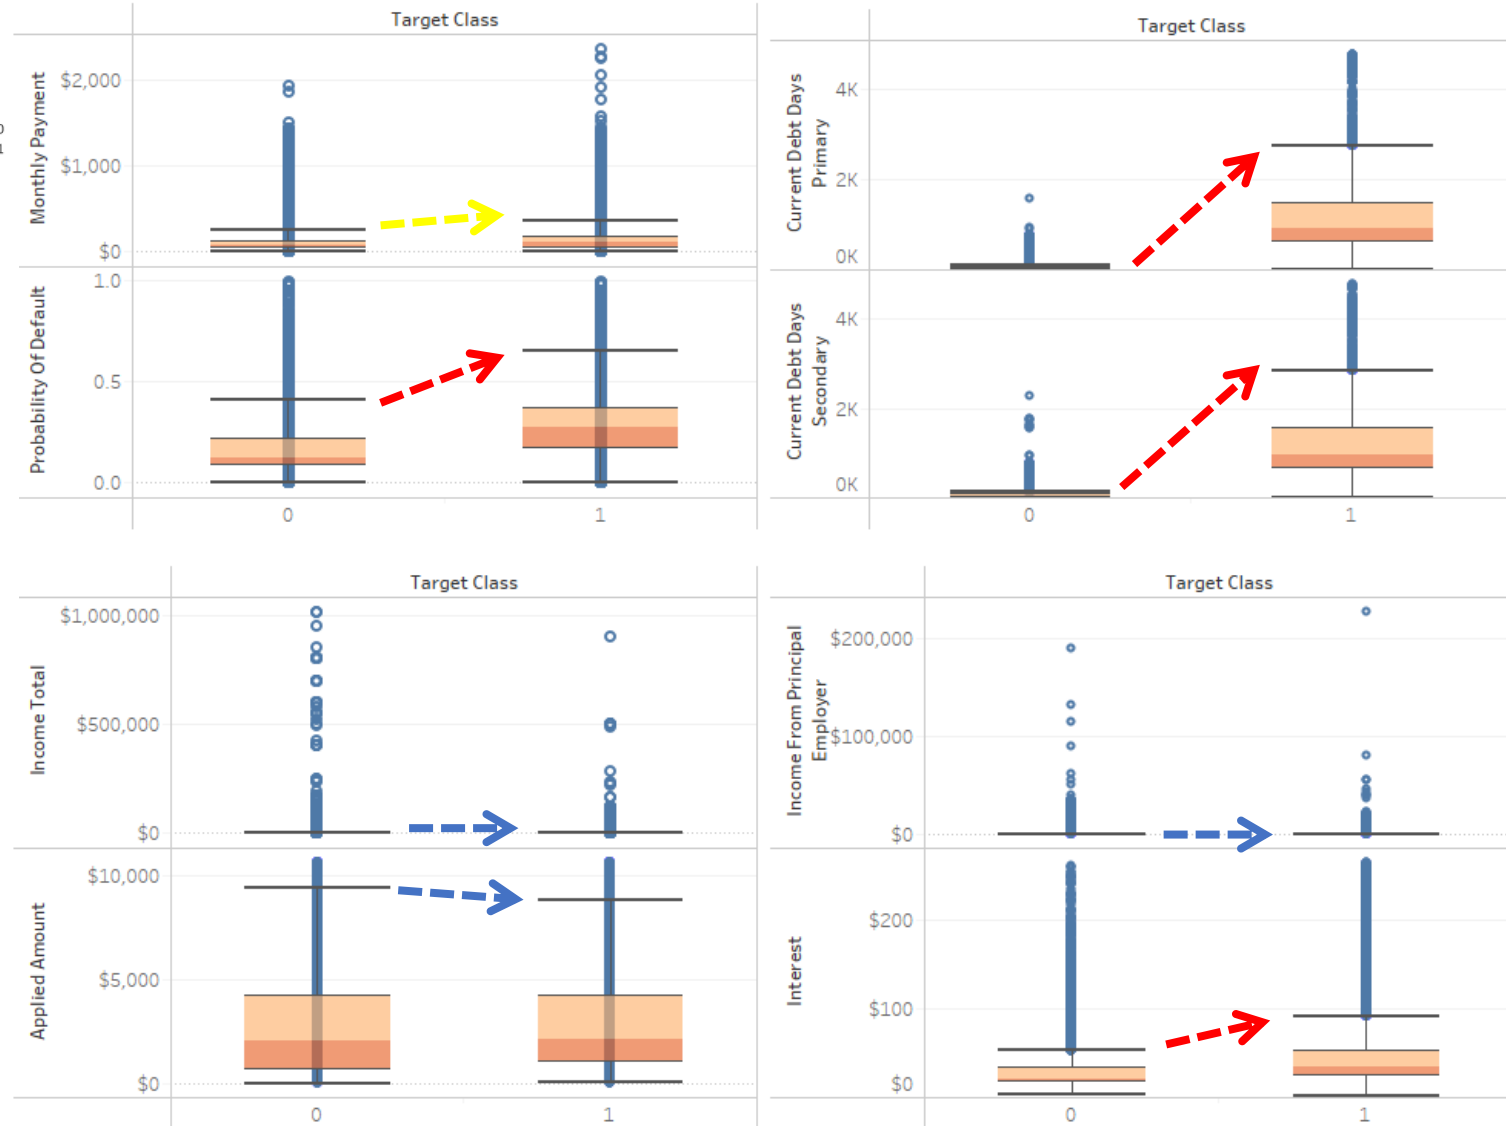 Target Class
Monthly Payment
$2,000
$1,000
$0
Probability Of Default
1.0
0.5
0.0
0
1
0
1
Target Class
Current Debt Days
Primary
4K
2K
0K
Current Debt Days
Secondary
4K
2K
0K
0
1
Target Class
Income Total
$1,000,000
$500,000
$0
Applied Amount
$10,000
$5,000
$0
0
1
Target Class
Income From Principal
Employer
$200,000
$100,000
$0
Interest
$200
$100
$0
0
1